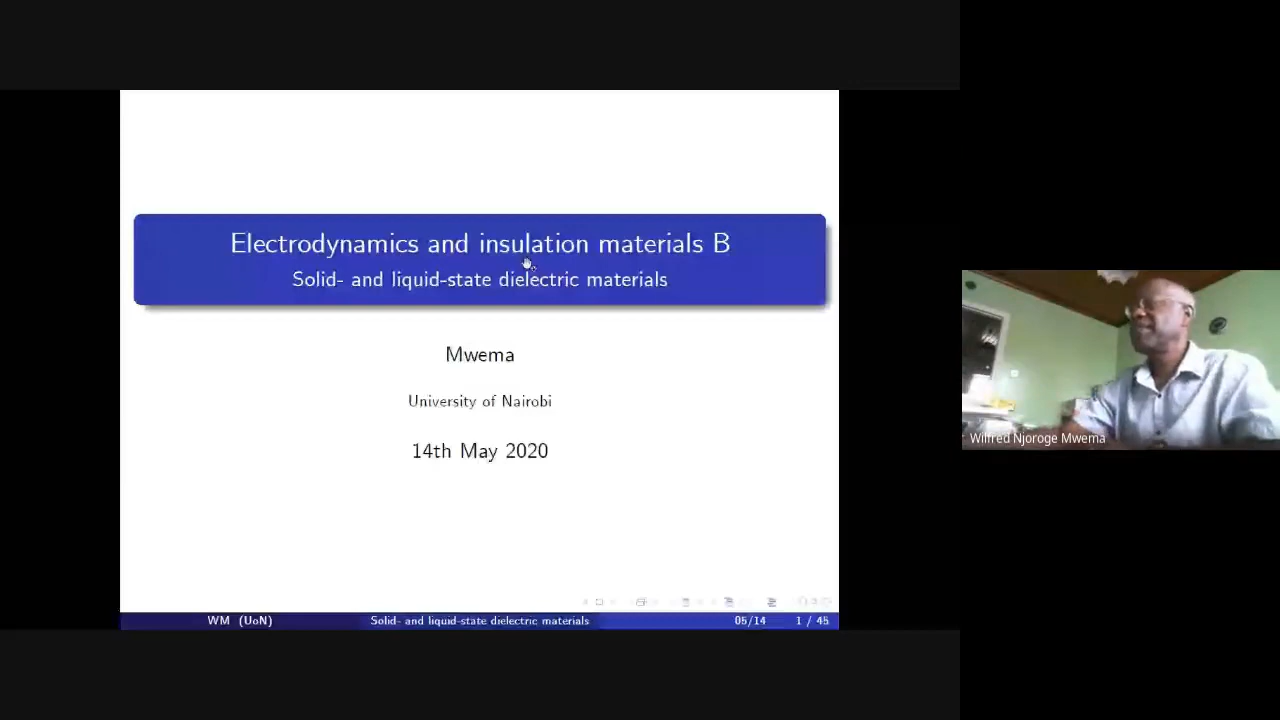 Electrodynamics and insulation materials B
Solid- and liquid-state dielectric materials
Mwema
University of Nairobi
14th May 2020
WM (UoN) Solid- and liquid-state dielectric materials 05/14 1 / 45
Wilfred Njoroge Mwema